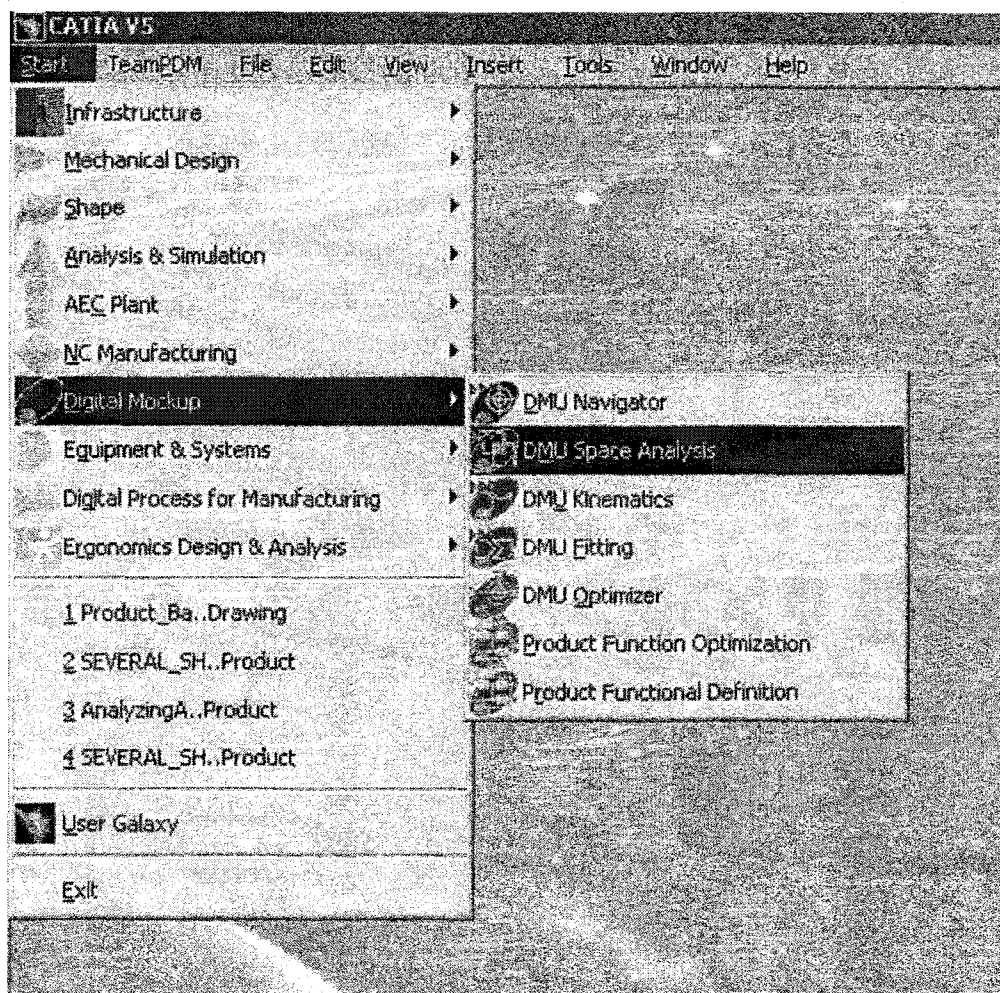 CATIA V5
Start TeamPDM File Edit View Insert Tools Window Help
Infrastructure
Mechanical Design
Shape
Analysis & Simulation
AEC Plant
NC Manufacturing
Digital Mockup
Equipment & Systems
Digital Process for Manufacturing
Ergonomics Design & Analysis
1 Product_Ba..Drawing
2 SEVERAL_SH..Product
3 AnalyzingA..Product
4 SEVERAL_SH..Product
User Galaxy
Exit
DMU Navigator
DMU Space Analysis
DMU Kinematics
DMU Fitting
DMU Optimizer
Product Function Optimization
Product Functional Definition